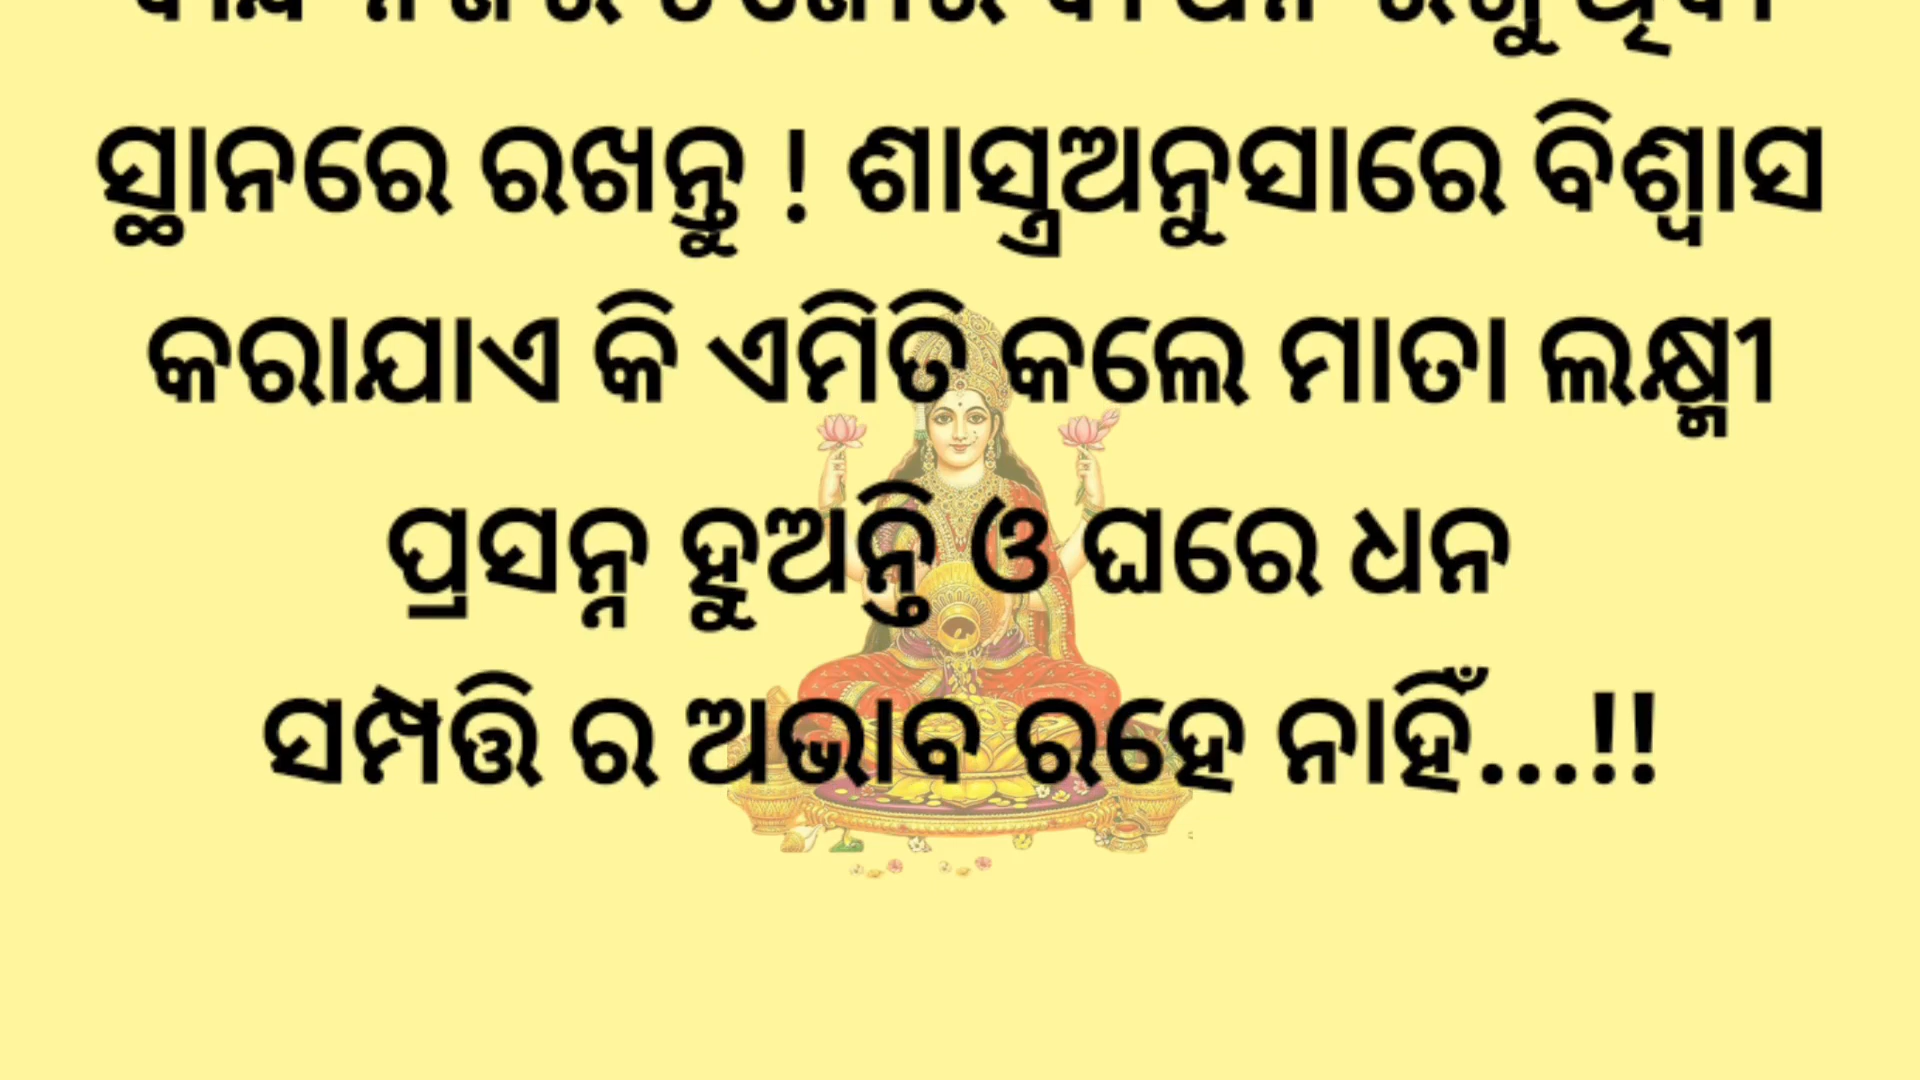 ସ୍ଥାନରେ ରଖନ୍ତୁ ! ଶାସ୍ତ୍ରଅନୁସାରେ ବିଶ୍ୱାସ
କରାଯାଏ କି ଏମିତି କଲେ ମାତା ଲକ୍ଷ୍ମୀ
ପ୍ରସନ୍ନ ହୁଅନ୍ତି ଓ ଘରେ ଧନ
ସମ୍ପତ୍ତି ର ଅଭାବ ରହେ ନାହିଁ...!!